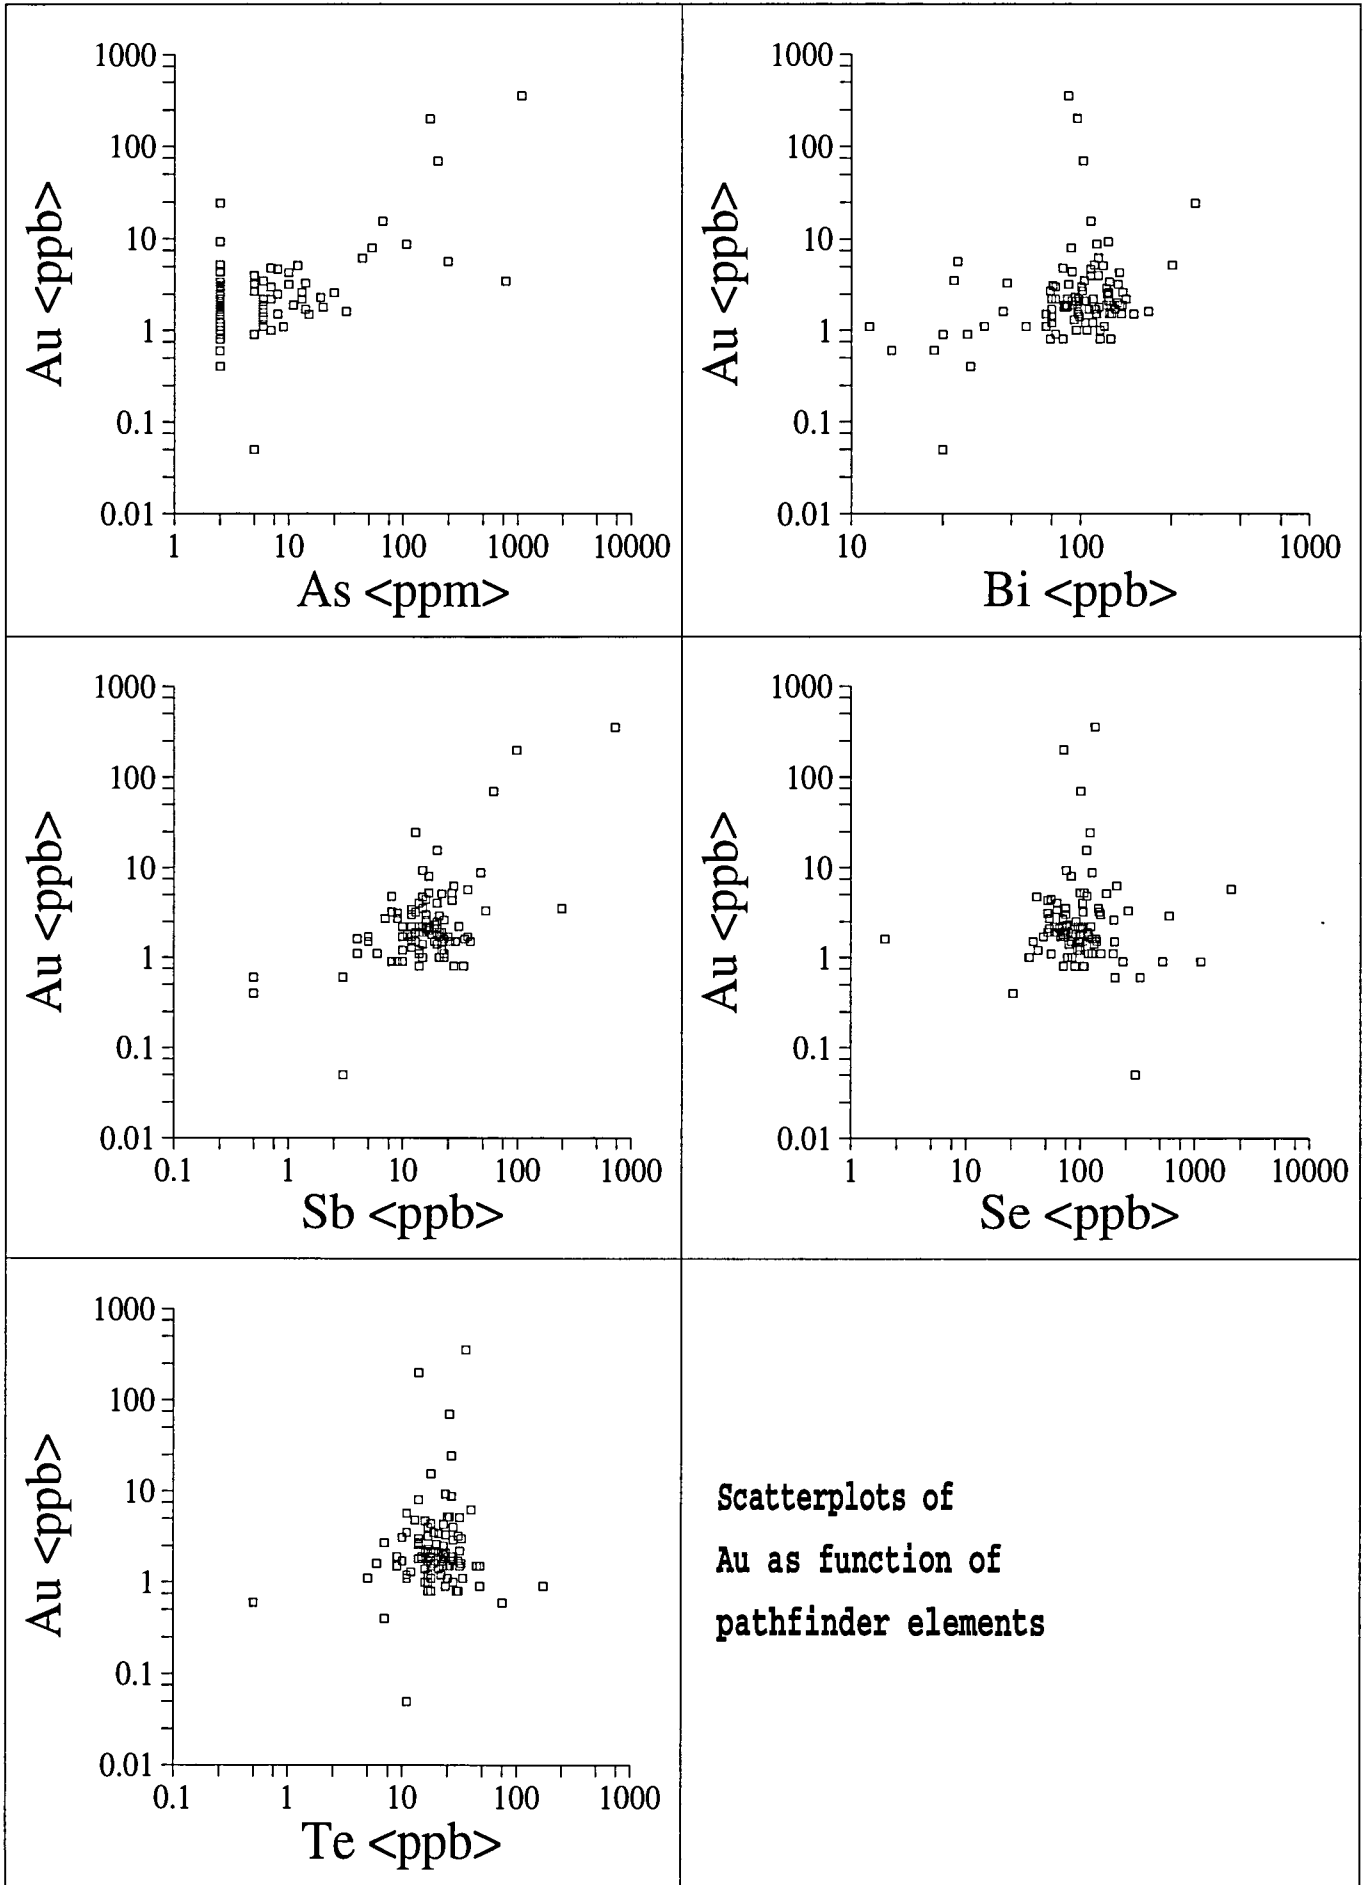 1000
100
10
1
0.1
0.01
Au <ppb>
1 10 100 1000 10000
As <ppm>
1000
100
10
1
0.1
0.01
Au <ppb>
10 100 1000
Bi <ppb>
1000
100
10
1
0.1
0.01
Au <ppb>
0.1 1 10 100 1000
Sb <ppb>
1000
100
10
1
0.1
0.01
Au <ppb>
1 10 100 1000 10000
Se <ppb>
1000
100
10
1
0.1
0.01
Au <ppb>
0.1 1 10 100 1000
Te <ppb>
Scatterplots of
Au as function of
pathfinder elements